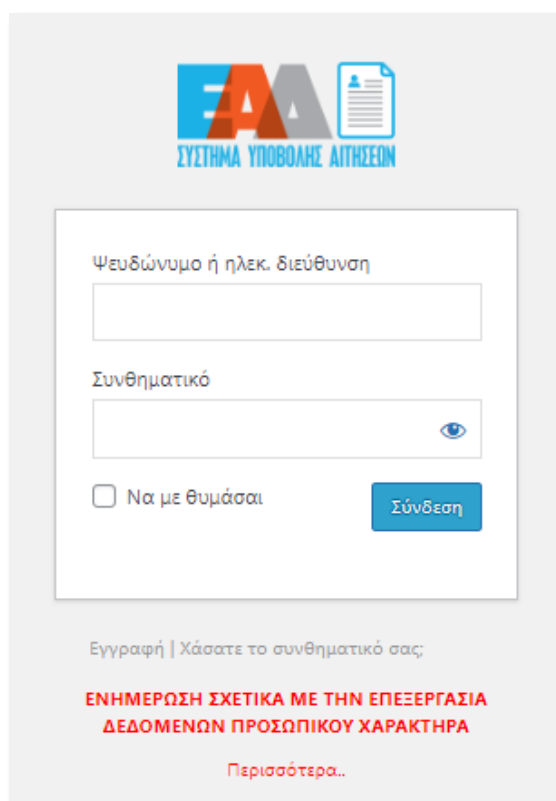 ΕΑΔ
ΣΥΣΤΗΜΑ ΥΠΟΒΟΛΗΣ ΑΙΤΗΣΕΩΝ
Ψευδώνυμο ή ηλεκ. διεύθυνση
Συνθηματικό
Να με θυμάσαι
Σύνδεση
Εγγραφή | Χάσατε το συνθηματικό σας;
ΕΝΗΜΕΡΩΣΗ ΣΧΕΤΙΚΑ ΜΕ ΤΗΝ ΕΠΕΞΕΡΓΑΣΙΑ
ΔΕΔΟΜΕΝΩΝ ΠΡΟΣΩΠΙΚΟΥ ΧΑΡΑΚΤΗΡΑ
Περισσότερα..